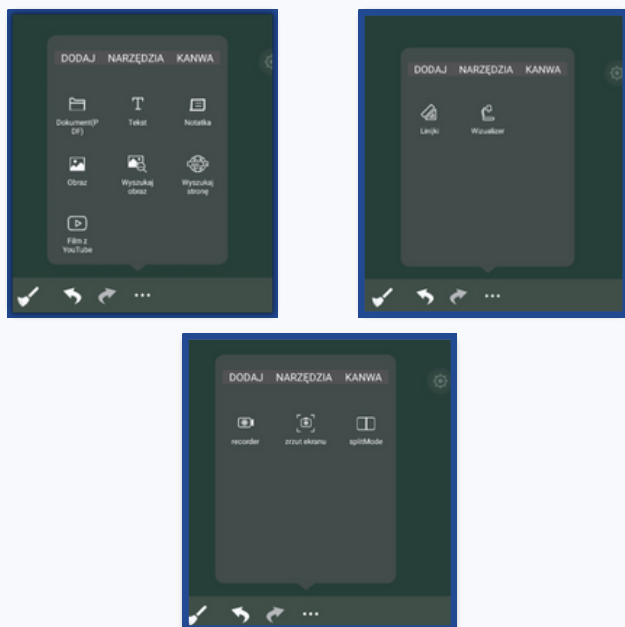 DODAJ NARZĘDZIA KANWA
Dokument(P
DF)
Tekst
Notatka
Obraz
Wyszukaj
obraz
Wyszukaj
stronę
Film z
YouTube
DODAJ NARZĘDZIA KANWA
Linijki
Wizualizer
DODAJ NARZĘDZIA KANWA
recorder
zrzut ekranu
splitMode